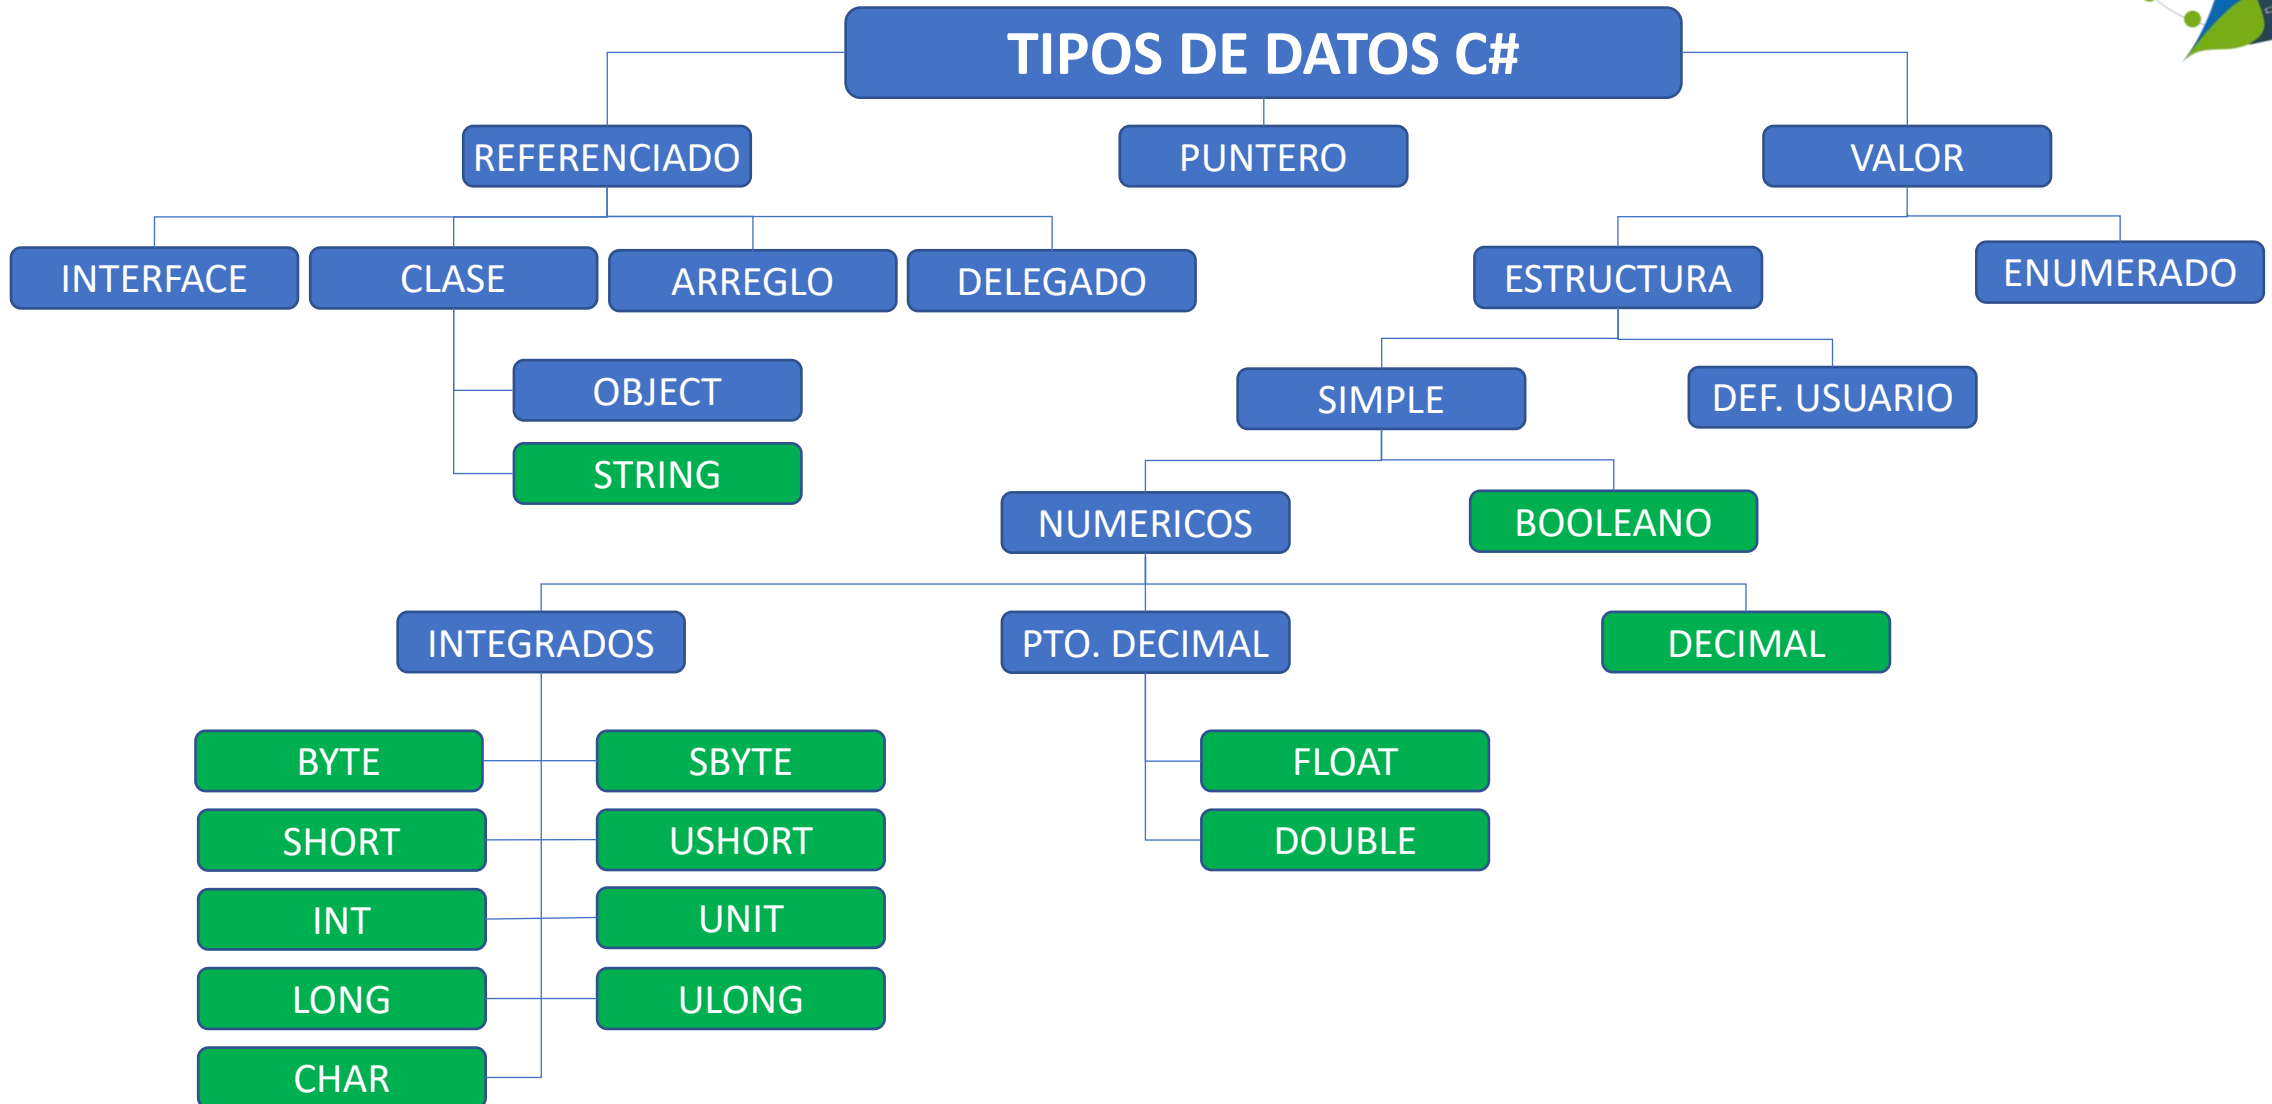 TIPOS DE DATOS C#
REFERENCIADO
PUNTERO
VALOR
INTERFACE
CLASE
ARREGLO
DELEGADO
ESTRUCTURA
ENUMERADO
OBJECT
STRING
SIMPLE
DEF. USUARIO
NUMERICOS
BOOLEANO
INTEGRADOS
PTO. DECIMAL
DECIMAL
BYTE
SBYTE
FLOAT
SHORT
USHORT
DOUBLE
INT
UNIT
LONG
ULONG
CHAR